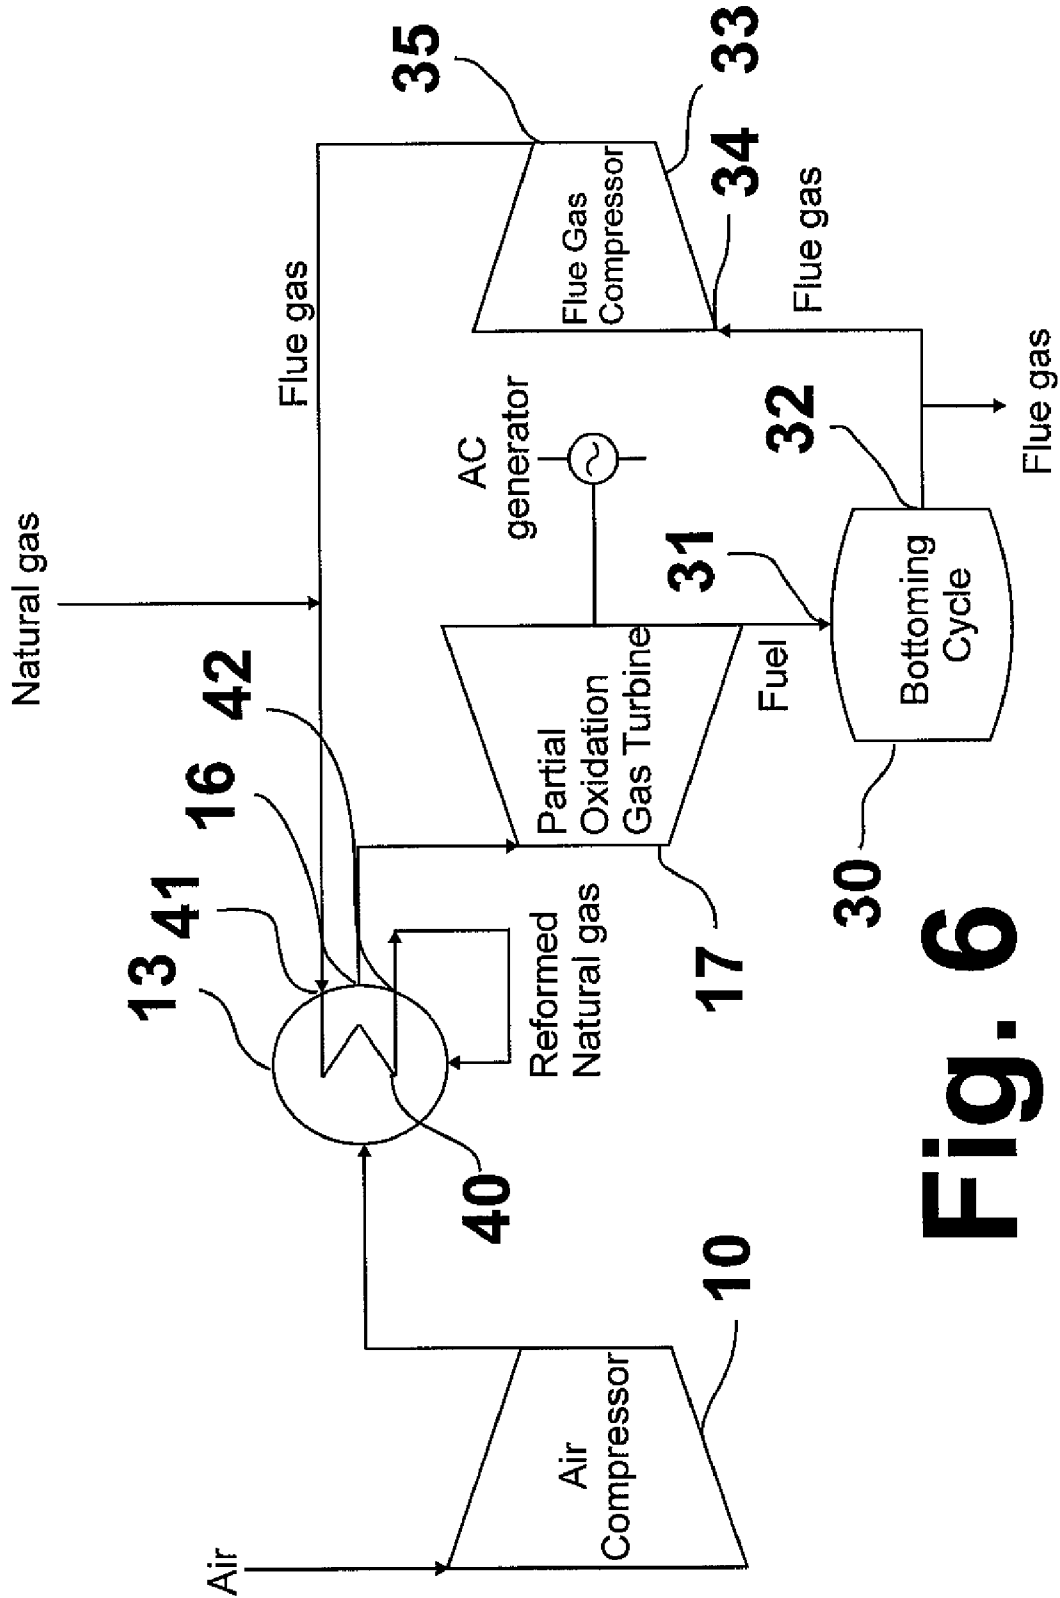 Natural gas
Flue gas
35
33
34
Flue Gas
Compressor
Flue gas
Flue gas
AC
generator
32
31
Fuel
Bottoming
Cycle
30
Partial
Oxidation
Gas Turbine
17
42
16
41
13
Reformed
Natural gas
40
Air
Air
Compressor
10
Fig. 6